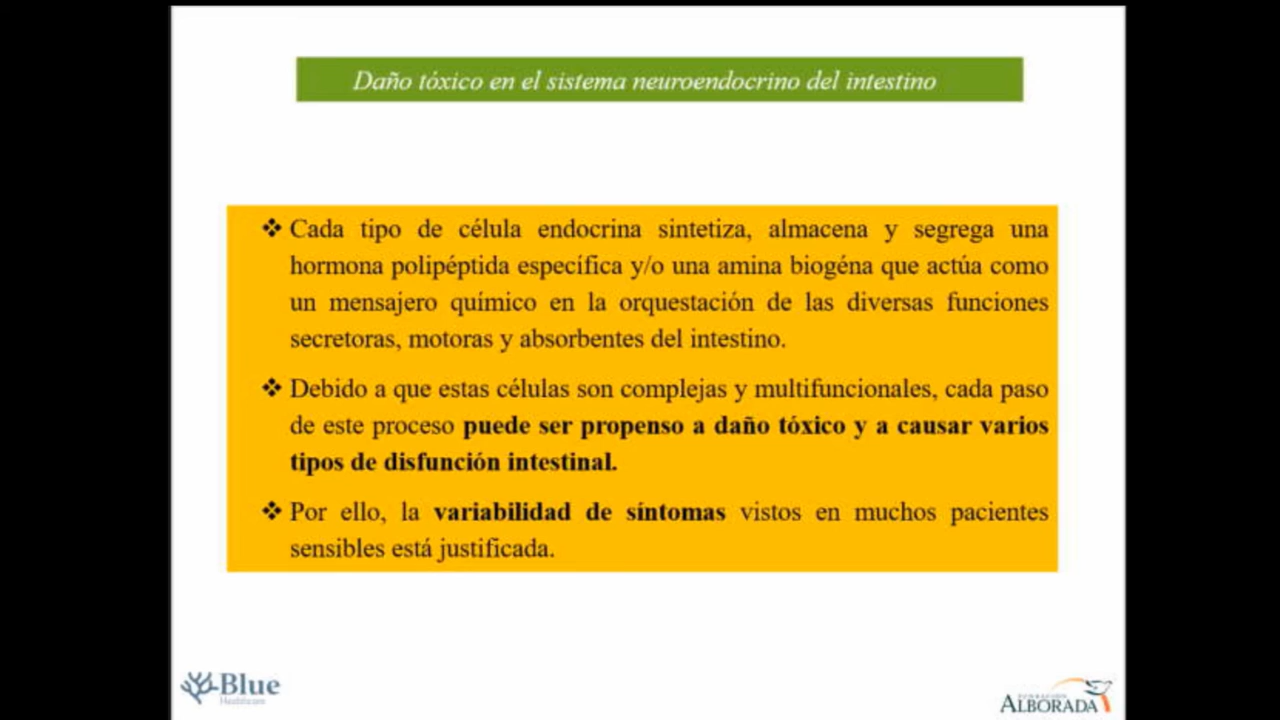 Daño tóxico en el sistema neuroendocrino del intestino
❖ Cada tipo de célula endocrina sintetiza, almacena y segrega una
hormona polipéptida específica y/o una amina biogéna que actúa como
un mensajero químico en la orquestación de las diversas funciones
secretoras, motoras y absorbentes del intestino.
❖ Debido a que estas células son complejas y multifuncionales, cada paso
de este proceso puede ser propenso a daño tóxico y a causar varios
tipos de disfunción intestinal.
❖ Por ello, la variabilidad de síntomas vistos en muchos pacientes
sensibles está justificada.
Blue
Healthcare
FUNDACIÓN
ALBORADA